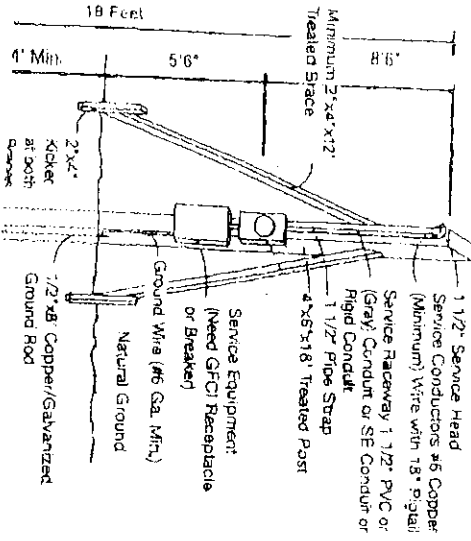 18 Feet
4' Min.
5'6"
8'6"
Minimum 2"x4"x12'
Treated Brace
1 1/2" Service Head
Service Conductors #6 Copper
(Minimum) Wire with 18" Pigtail
Service Raceway 1 1/2" PVC or
(Gray) Conduit or SE Conduit or
Rigid Conduit
1 1/2" Pipe Strap
4"x6"x18' Treated Post
Service Equipment
(Need GFCI Receptacle
or Breaker)
Ground Wire (#6 Ga. Min.)
Natural Ground
1/2"x8' Copper/Galvanized
Ground Rod
2"x4"
Kicker
at both